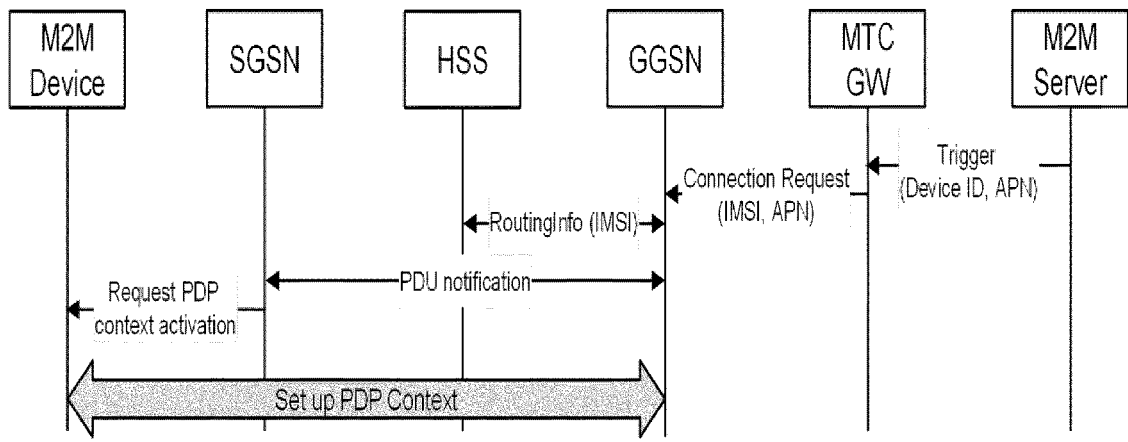 M2M
Device
SGSN
HSS
GGSN
MTC
GW
M2M
Server
Trigger
(Device ID, APN)
Connection Request
(IMSI, APN)
RoutingInfo (IMSI)
PDU notification
Request PDP
context activation
Set up PDP Context